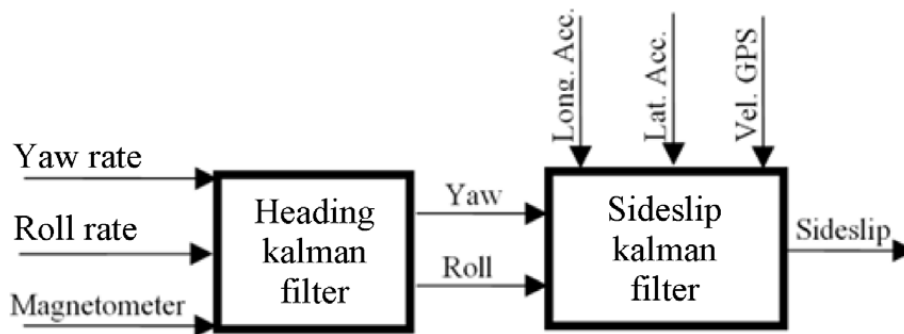 Long. Acc.
Lat. Acc.
Vel. GPS
Yaw rate
Roll rate
Magnetometer
Heading
kalman
filter
Yaw
Roll
Sideslip
kalman
filter
Sideslip